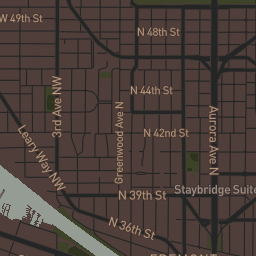 W 49th St
N 48th St
N 44th St
3rd Ave NW
Greenwood Ave N
Aurora Ave N
N 42nd St
Leary Way NW
N 39th St
Staybridge Suite
N 36th St